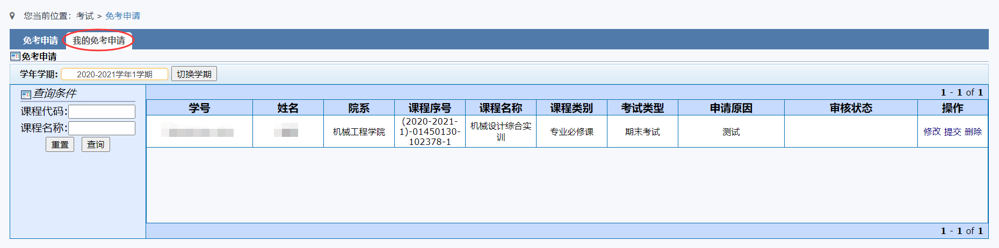 您当前位置：考试 > 免考申请
免考申请 我的免考申请
免考申请
学年学期: 2020-2021学年1学期 切换学期
查询条件
课程代码:
课程名称:
重置 查询
1 - 1 of 1
学号 姓名 院系 课程序号 课程名称 课程类别 考试类型 申请原因 审核状态 操作
机械工程学院 (2020-2021-1)-01450130-102378-1 机械设计综合实训 专业必修课 期末考试 测试 修改 提交 删除
1 - 1 of 1